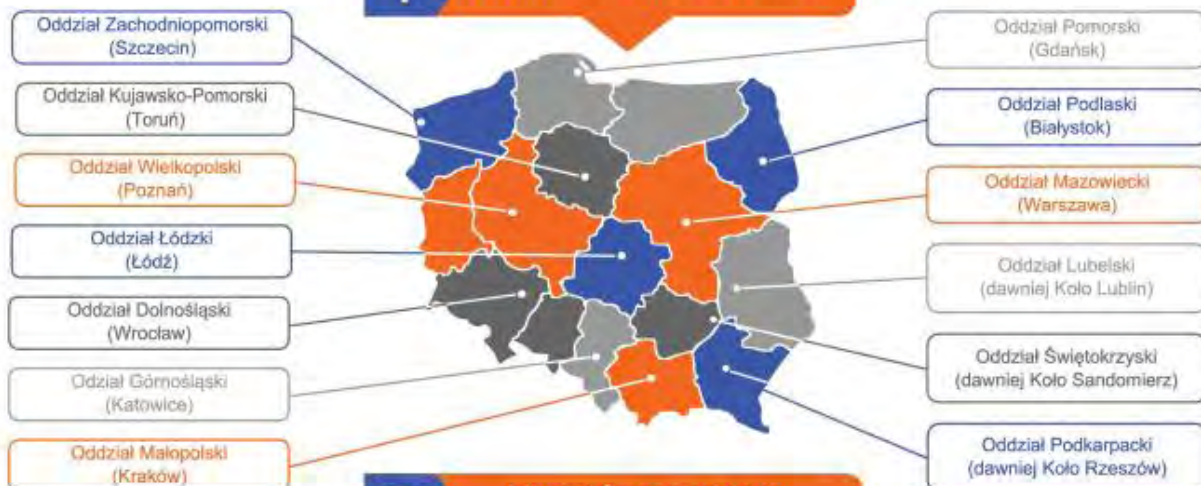 Oddział Zachodniopomorski
(Szczecin)
Oddział Kujawsko-Pomorski
(Toruń)
Oddział Wielkopolski
(Poznań)
Oddział Łódzki
(Łódź)
Oddział Dolnośląski
(Wrocław)
Odział Górnośląski
(Katowice)
Oddział Małopolski
(Kraków)
Oddział Pomorski
(Gdańsk)
Oddział Podlaski
(Białystok)
Oddział Mazowiecki
(Warszawa)
Oddział Lubelski
(dawniej Koło Lublin)
Oddział Świętokrzyski
(dawniej Koło Sandomierz)
Oddział Podkarpacki
(dawniej Koło Rzeszów)